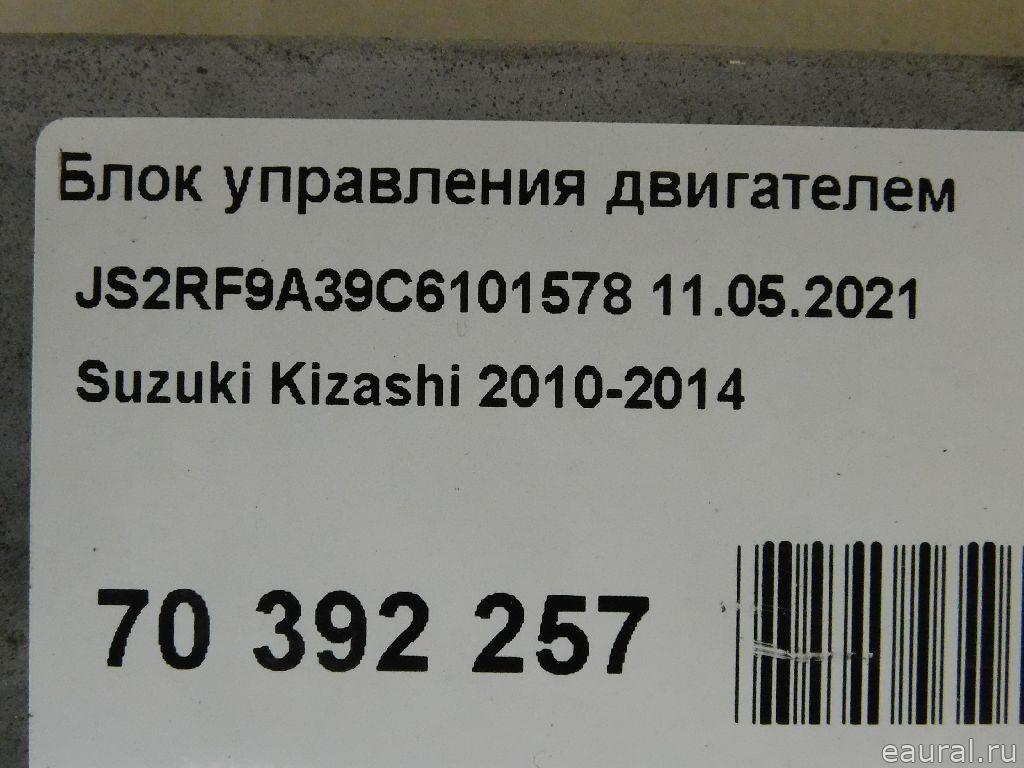 Блок управления двигателем
JS2RF9A39C6101578 11.05.2021
Suzuki Kizashi 2010-2014
70 392 257
eaural.ru